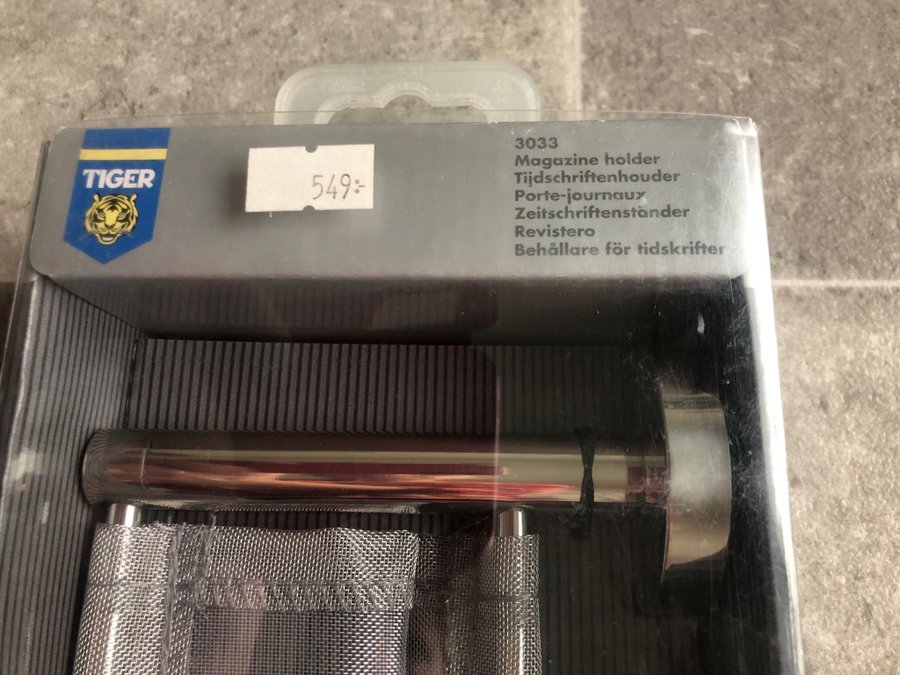 TIGER
549:-
3033
Magazine holder
Tijdschriftenhouder
Porte-journaux
Zeitschriftenständer
Revistero
Behållare för tidskrifter